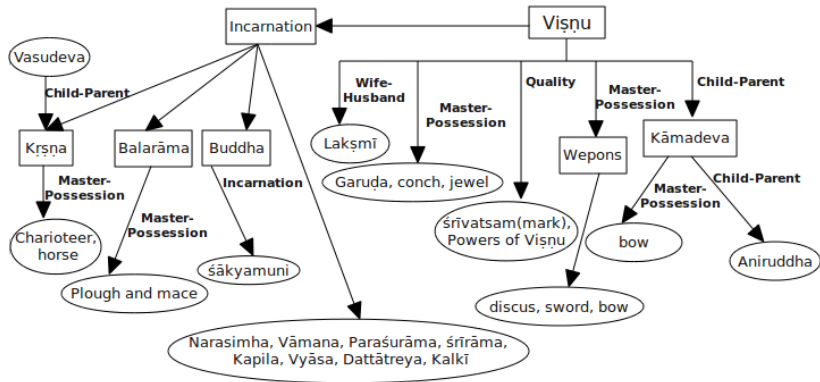 Incarnation
Viṣṇu
Vasudeva
Child-Parent
Wife-
Husband
Master-
Possession
Quality
Master-
Possession
Child-Parent
Kṛṣṇa
Balarāma
Buddha
Lakṣmī
Wepons
Kāmadeva
Master-
Possession
Master-
Possession
Incarnation
Garuḍa, conch, jewel
Master-
Possession
Child-Parent
Charioteer,
horse
Plough and mace
śākyamuni
śrīvatsam(mark),
Powers of Viṣṇu
bow
Aniruddha
discus, sword, bow
Narasimha, Vāmana, Paraśurāma, śrīrāma,
Kapila, Vyāsa, Dattātreya, Kalkī